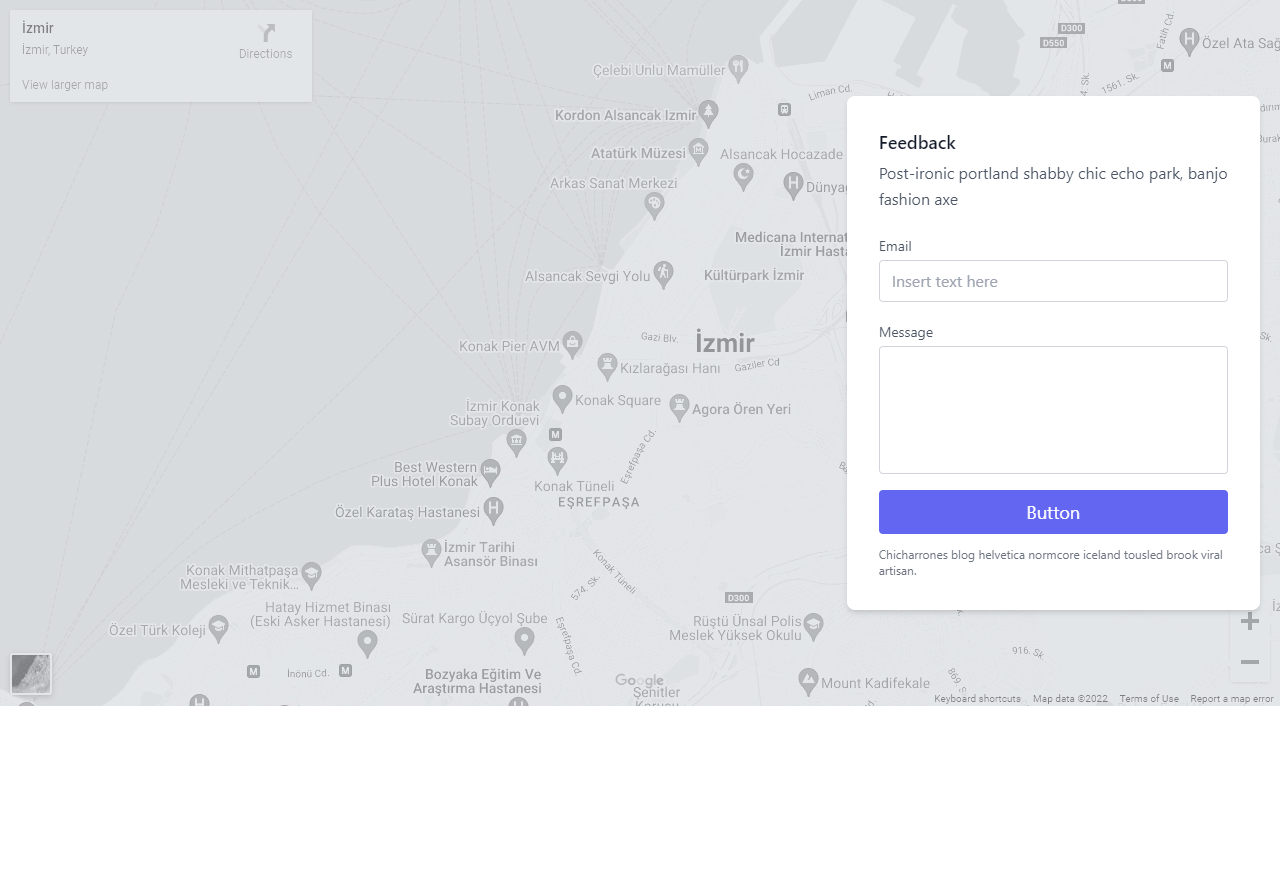 İzmir
İzmir, Turkey
Directions
View larger map
D300
D550
Fatih Cd.
Özel Ata Sağ
M
1561. Sk.
Çelebi Unlu Mamüller
Liman Cd.
Kordon Alsancak Izmir
Atatürk Müzesi
Alsancak Hocazade
Arkas Sanat Merkezi
Medicana Internat
İzmir Hasta
Alsancak Sevgi Yolu
Kültürpark İzmir
Gazi Blv.
İzmir
Konak Pier AVM
Kızlarağası Hanı
Gaziler Cd
Konak Square
Agora Ören Yeri
İzmir Konak
Subay Orduevi
M
Eşrefpaşa Cd.
Best Western
Plus Hotel Konak
Konak Tüneli
EŞREFPAŞA
Özel Karataş Hastanesi
İzmir Tarihi
Asansör Binası
Konak Tüneli
574. Sk.
Konak Mithatpaşa
Mesleki ve Teknik...
D300
Hatay Hizmet Binası
(Eski Asker Hastanesi)
Sürat Kargo Üçyol Şube
Eşrefpaşa Cd.
Rüştü Ünsal Polis
Meslek Yüksek Okulu
Özel Türk Koleji
916. Sk.
M
İnönü Cd.
M
Bozyaka Eğitim Ve
Araştırma Hastanesi
Google
Şehitler
Korusu
Mount Kadifekale
869. S
Keyboard shortcuts
Map data ©2022
Terms of Use
Report a map error
Feedback
Post-ironic portland shabby chic echo park, banjo
fashion axe
Email
Insert text here
Message
Button
Chicharrones blog helvetica normcore iceland tousled brook viral
artisan.